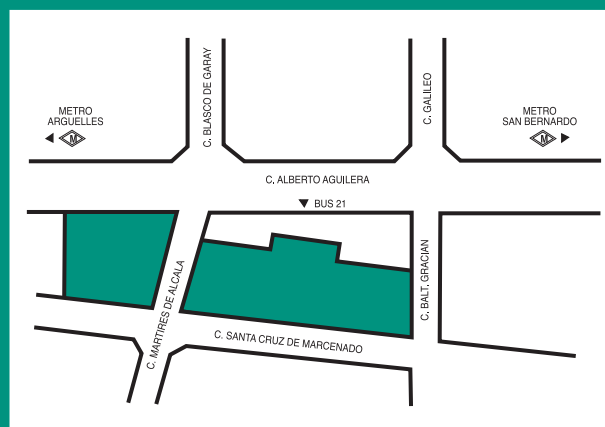 C. BLASCO DE GARAY
C. GALILEO
METRO
ARGUELLES
M
METRO
SAN BERNARDO
M
C. ALBERTO AGUILERA
BUS 21
C. MARTIRES DE ALCALA
C. BALT. GRACIAN
C. SANTA CRUZ DE MARCENADO